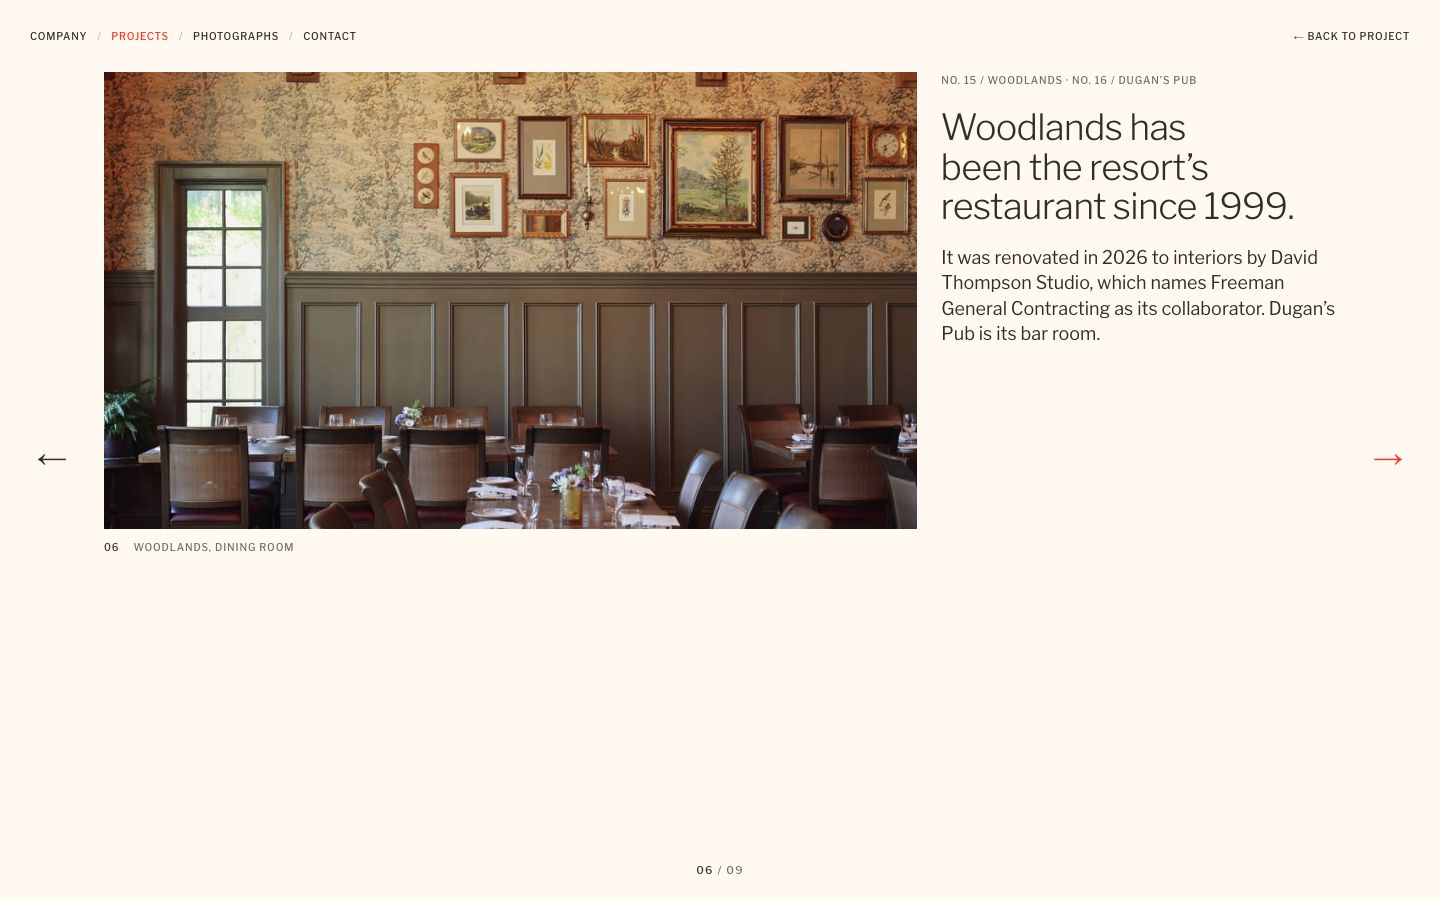 COMPANY / PROJECTS / PHOTOGRAPHS / CONTACT
← BACK TO PROJECT
NO. 15 / WOODLANDS · NO. 16 / DUGAN’S PUB
Woodlands has
been the resort’s
restaurant since 1999.
It was renovated in 2026 to interiors by David
Thompson Studio, which names Freeman
General Contracting as its collaborator. Dugan’s
Pub is its bar room.
←
→
06 WOODLANDS, DINING ROOM
06 / 09